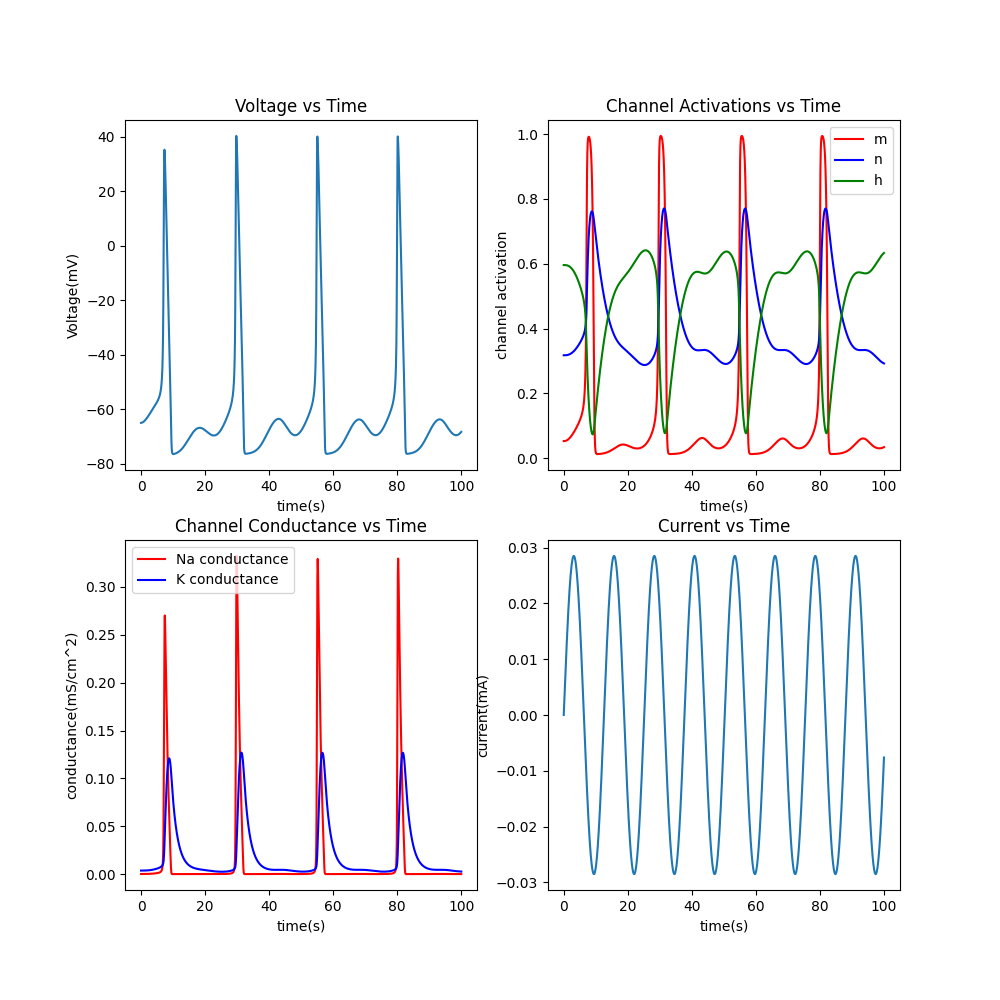 Voltage vs Time
Voltage(mV)
40
20
0
−20
−40
−60
−80
0 20 40 60 80 100
time(s)
Channel Activations vs Time
channel activation
1.0
0.8
0.6
0.4
0.2
0.0
m
n
h
0 20 40 60 80 100
time(s)
Channel Conductance vs Time
conductance(mS/cm^2)
0.30
0.25
0.20
0.15
0.10
0.05
0.00
Na conductance
K conductance
0 20 40 60 80 100
time(s)
Current vs Time
current(mA)
0.03
0.02
0.01
0.00
−0.01
−0.02
−0.03
0 20 40 60 80 100
time(s)